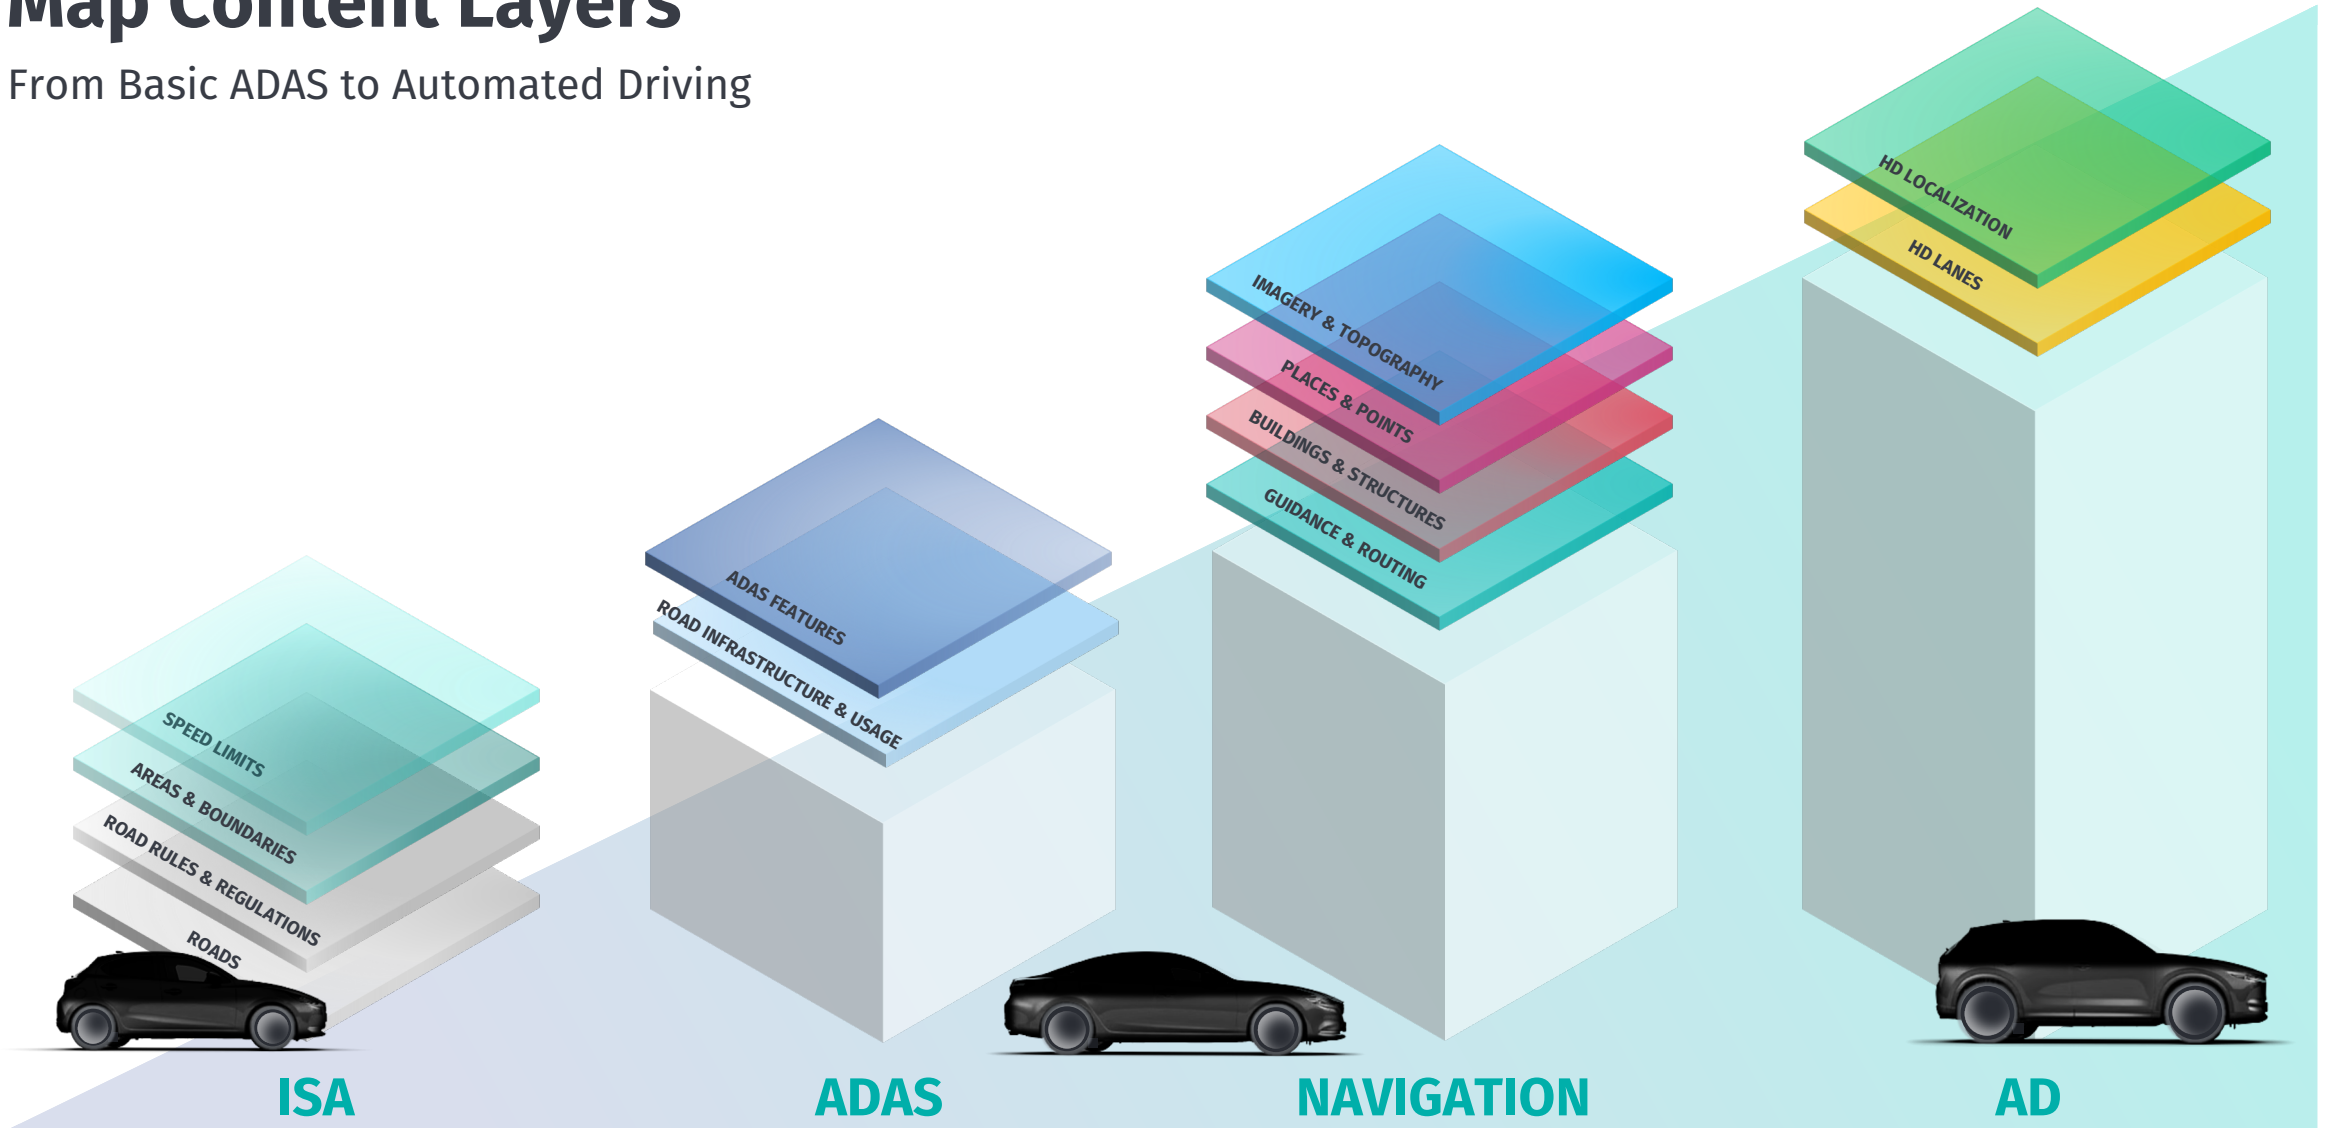 Map Content Layers
From Basic ADAS to Automated Driving
SPEED LIMITS
AREAS & BOUNDARIES
ROAD RULES & REGULATIONS
ROADS
ISA
ADAS FEATURES
ROAD INFRASTRUCTURE & USAGE
ADAS
IMAGERY & TOPOGRAPHY
PLACES & POINTS
BUILDINGS & STRUCTURES
GUIDANCE & ROUTING
NAVIGATION
HD LOCALIZATION
HD LANES
AD